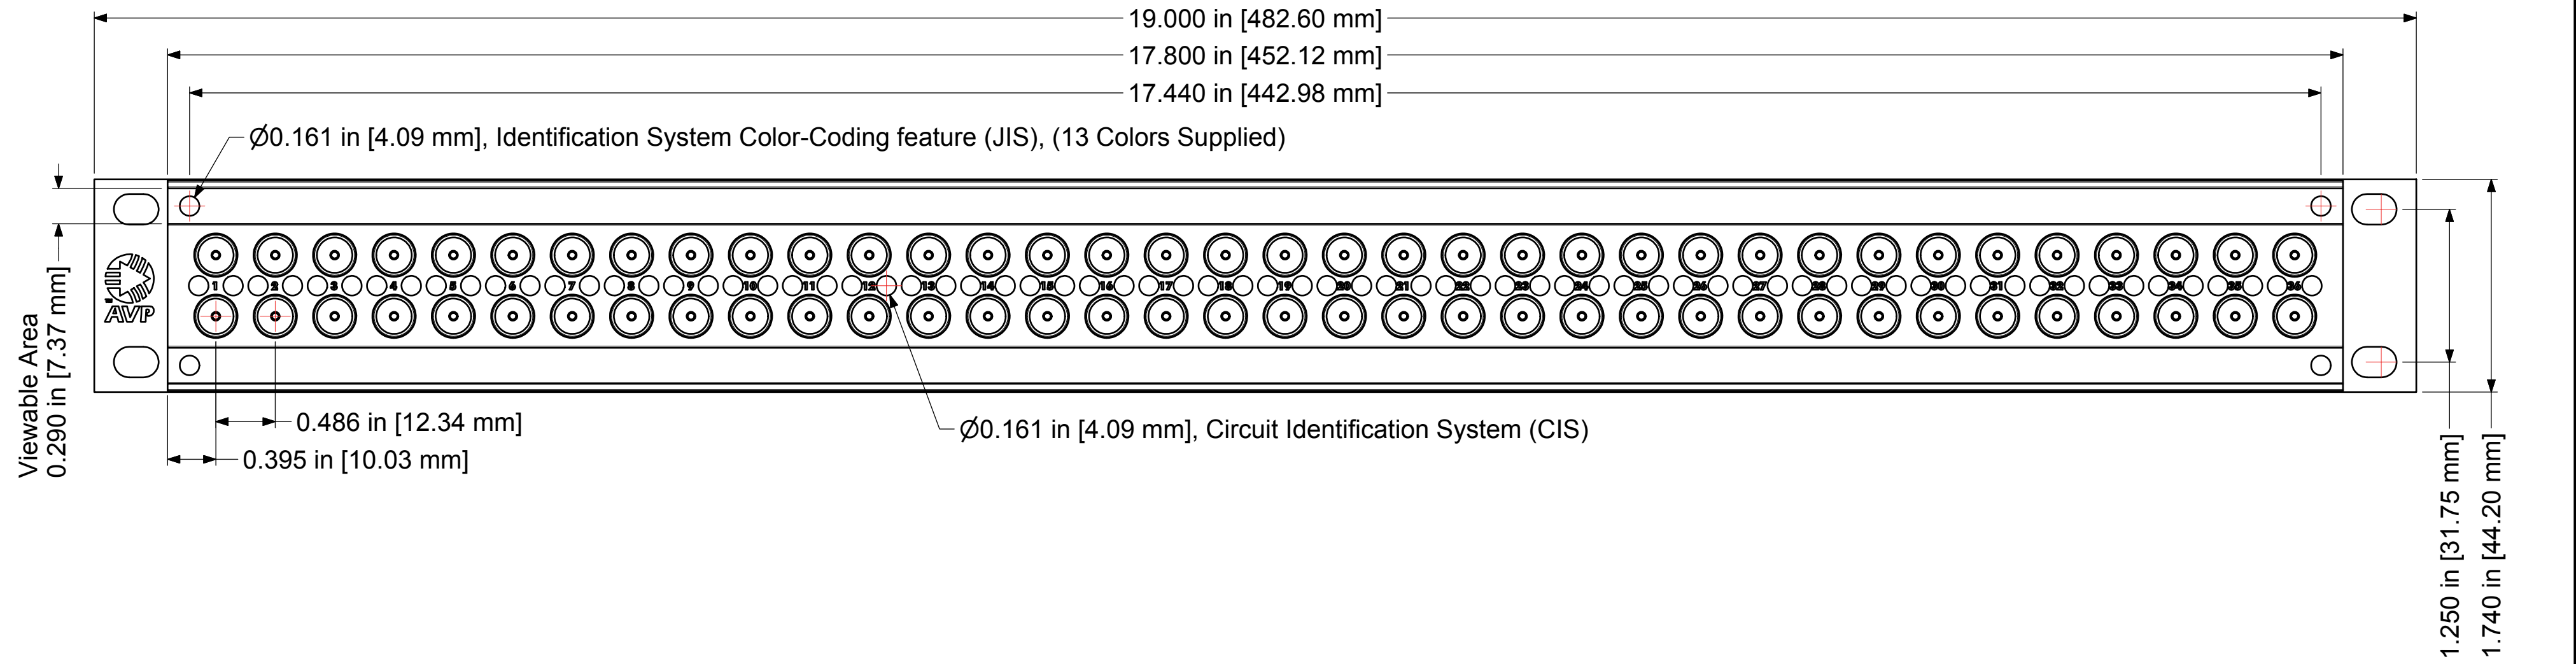 19.000 in [482.60 mm]
17.800 in [452.12 mm]
17.440 in [442.98 mm]
Ø0.161 in [4.09 mm], Identification System Color-Coding feature (JIS), (13 Colors Supplied)
Viewable Area
0.290 in [7.37 mm]
AVP
1 2 3 4 5 6 7 8 9 10 11 12 13 14 15 16 17 18 19 20 21 22 23 24 25 26 27 28 29 30 31 32 33 34 35 36
0.486 in [12.34 mm]
0.395 in [10.03 mm]
Ø0.161 in [4.09 mm], Circuit Identification System (CIS)
1.250 in [31.75 mm]
1.740 in [44.20 mm]